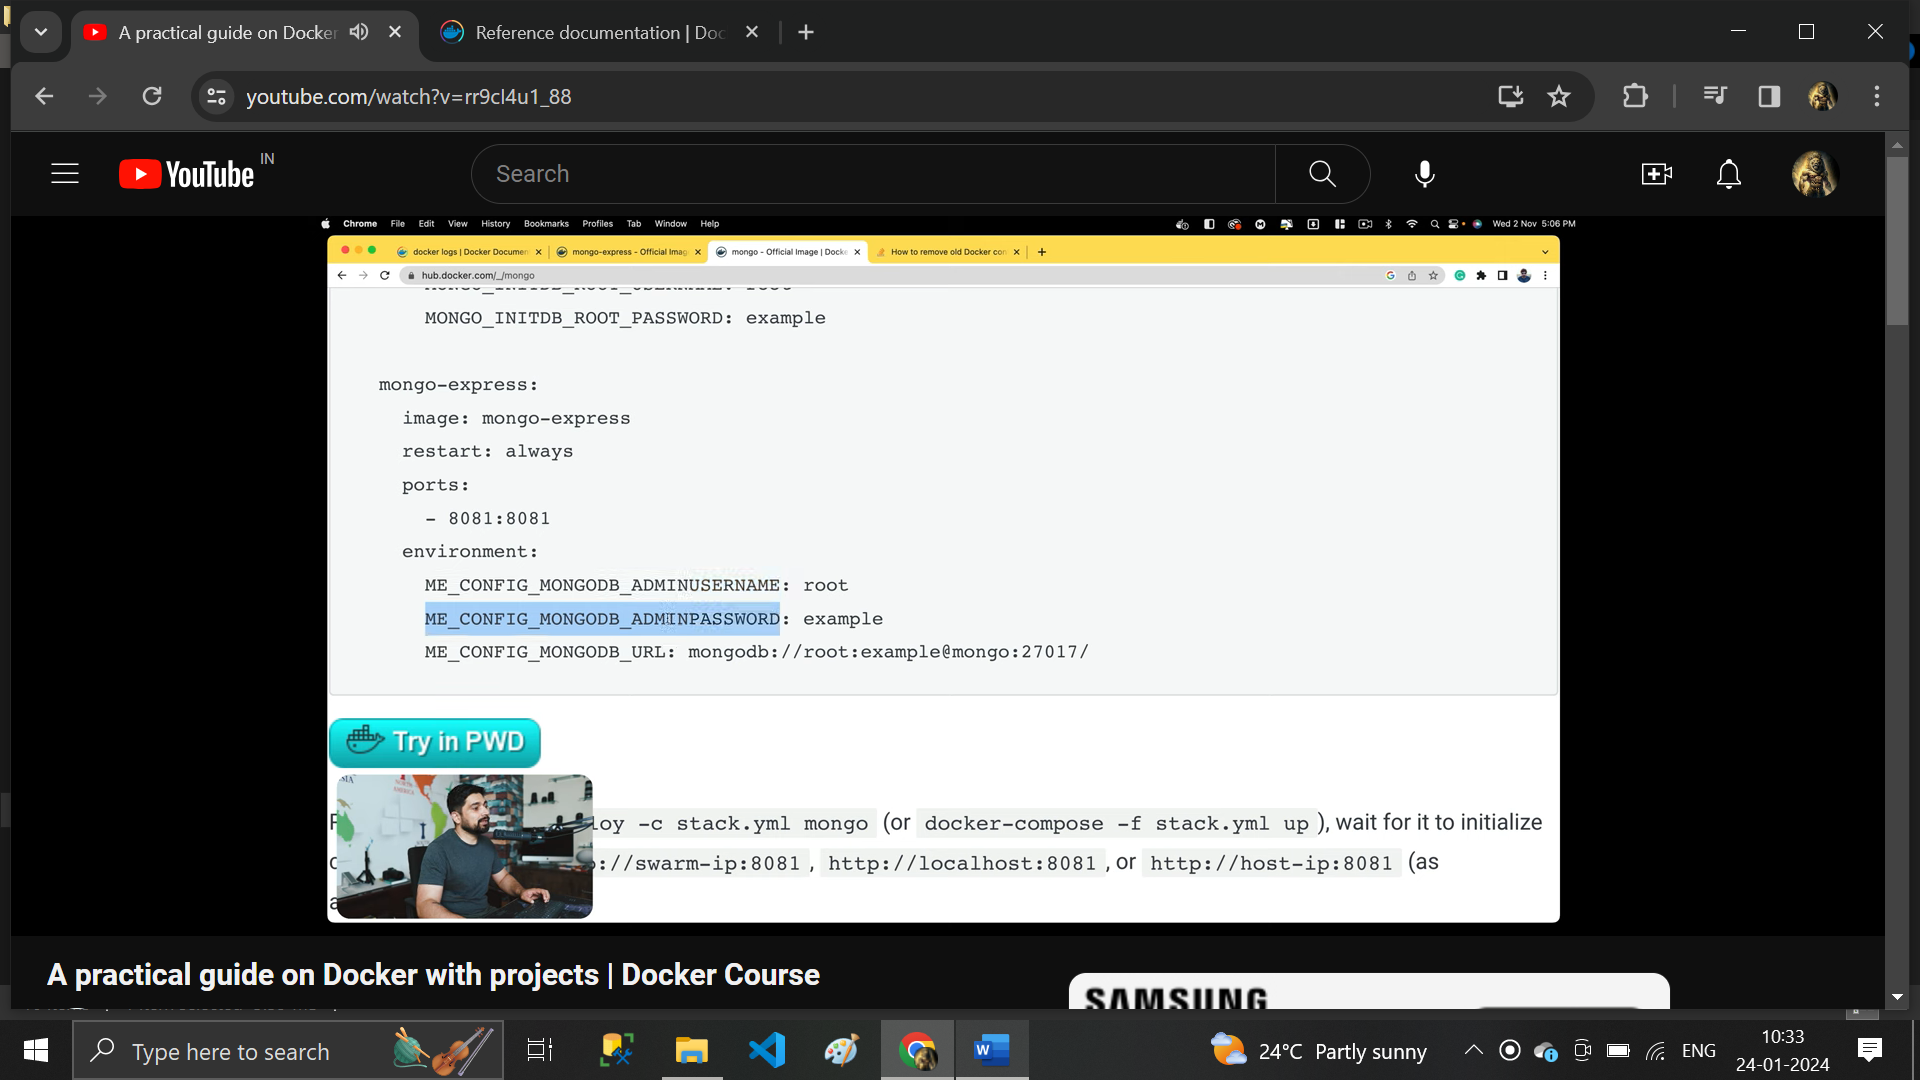 A practical guide on Docker
Reference documentation | Doc
youtube.com/watch?v=rr9cl4u1_88
YouTube IN
Search
Chrome File Edit View History Bookmarks Profiles Tab Window Help
Wed 2 Nov 5:06 PM
docker logs | Docker Documen
mongo-express - Official Imag
mongo - Official Image | Docke
How to remove old Docker con
hub.docker.com/_/mongo
MONGO_INITDB_ROOT_USERNAME: root
MONGO_INITDB_ROOT_PASSWORD: example
mongo-express:
image: mongo-express
restart: always
ports:
- 8081:8081
environment:
ME_CONFIG_MONGODB_ADMINUSERNAME: root
ME_CONFIG_MONGODB_ADMINPASSWORD: example
ME_CONFIG_MONGODB_URL: mongodb://root:example@mongo:27017/
Try in PWD
loy -c stack.yml mongo (or docker-compose -f stack.yml up ), wait for it to initialize
p://swarm-ip:8081 , http://localhost:8081 , or http://host-ip:8081 (as
A practical guide on Docker with projects | Docker Course
SAMSUNG
Type here to search
24°C Partly sunny
ENG
10:33
24-01-2024